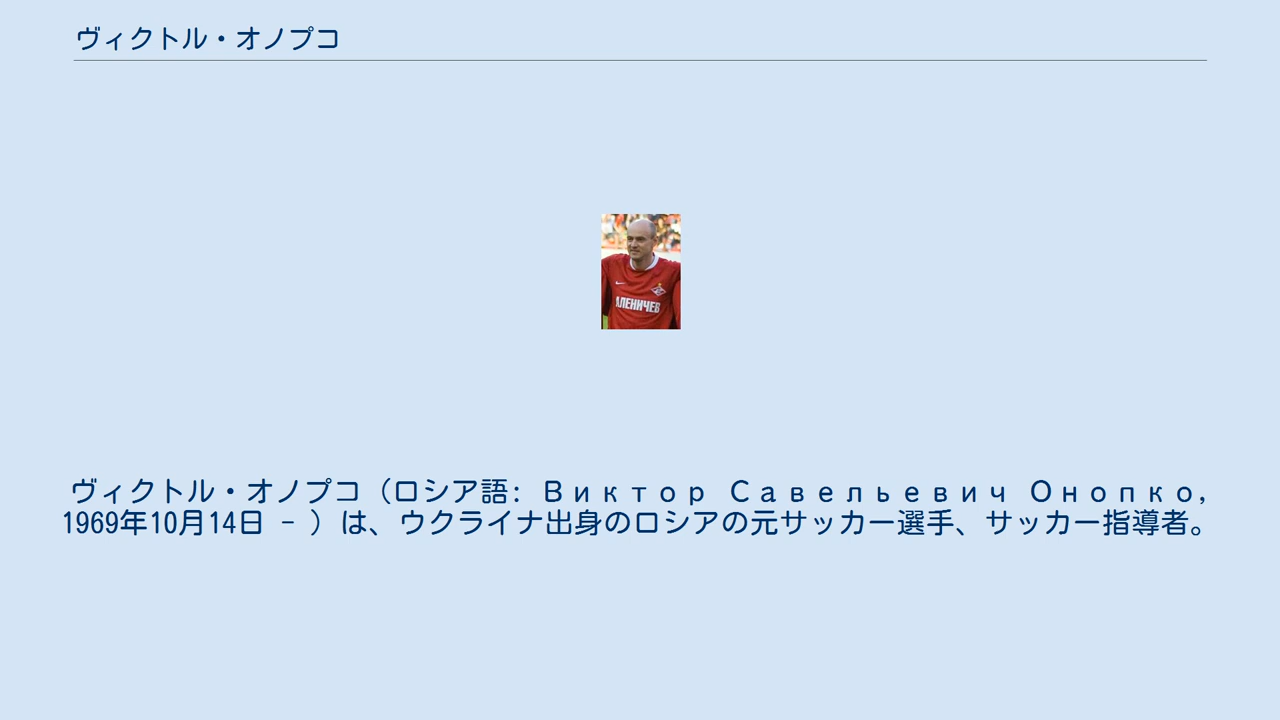 ヴィクトル・オノプコ
АЛЕНИЧЕВ
ヴィクトル・オノプコ（ロシア語: Виктор Савельевич Онопко,
1969年10月14日 - ）は、ウクライナ出身のロシアの元サッカー選手、サッカー指導者。